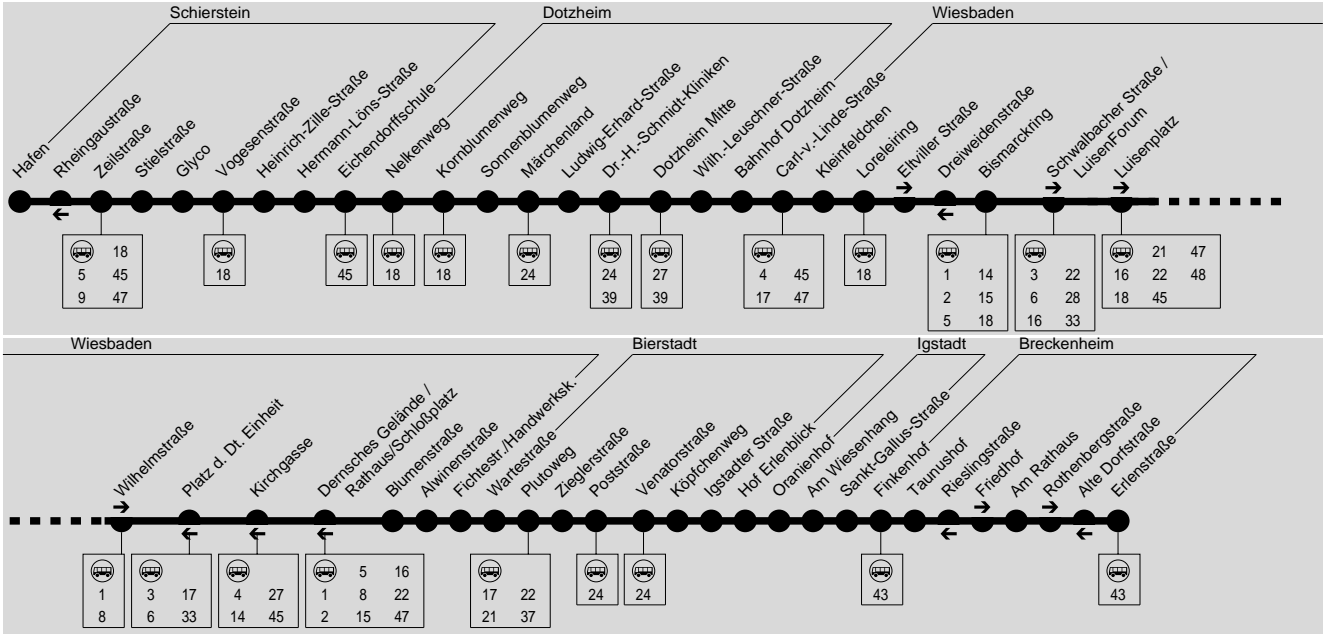 Schierstein
Dotzheim
Wiesbaden
Hafen
Rheingaustraße
Zeilstraße
Stielstraße
Glyco
Vogesenstraße
Heinrich-Zille-Straße
Hermann-Löns-Straße
Eichendorffschule
Nelkenweg
Kornblumenweg
Sonnenblumenweg
Märchenland
Ludwig-Erhard-Straße
Dr.-H.-Schmidt-Kliniken
Dotzheim Mitte
Wilh.-Leuschner-Straße
Bahnhof Dotzheim
Carl-v.-Linde-Straße
Kleinfeldchen
Loreleiring
Eltviller Straße
Dreiweidenstraße
Bismarckring
Schwalbacher Straße /
LuisenForum
Luisenplatz
18
5 45
9 47
18
45
18
18
24
24
39
27
39
4 45
17 47
18
1 14
2 15
5 18
3 22
6 28
16 33
21 47
16 22 48
18 45
Wiesbaden
Bierstadt
Igstadt
Breckenheim
Wilhelmstraße
Platz d. Dt. Einheit
Kirchgasse
Dernsches Gelände /
Rathaus/Schloßplatz
Blumenstraße
Alwinenstraße
Fichtestr./Handwerksk.
Wartestraße
Plutoweg
Zieglerstraße
Poststraße
Venatorstraße
Köpfchenweg
Igstadter Straße
Hof Erlenblick
Oranienhof
Am Wiesenhang
Sankt-Gallus-Straße
Finkenhof
Taunushof
Rieslingstraße
Friedhof
Am Rathaus
Rothenbergstraße
Alte Dorfstraße
Erlenstraße
1
8
3 17
6 33
4 27
14 45
5 16
1 8 22
2 15 47
17 22
21 37
24
24
43
43